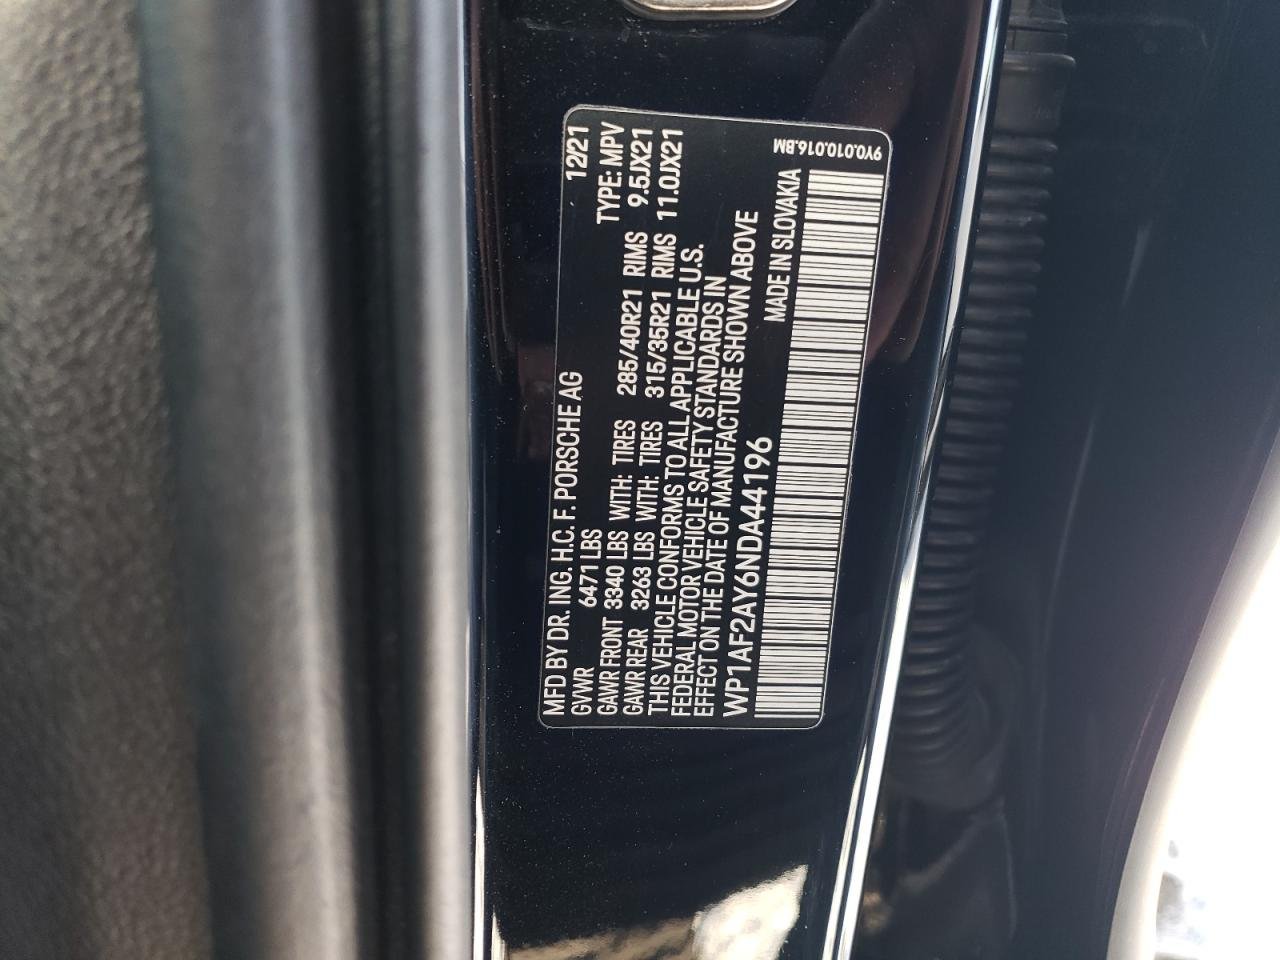 MFD BY DR. ING. H.C. F. PORSCHE AG 12/21
GVWR 6471 LBS TYPE: MPV
GAWR FRONT 3340 LBS WITH: TIRES 285/40R21 RIMS 9.5JX21
GAWR REAR 3263 LBS WITH: TIRES 315/35R21 RIMS 11.0JX21
THIS VEHICLE CONFORMS TO ALL APPLICABLE U.S.
FEDERAL MOTOR VEHICLE SAFETY STANDARDS IN
EFFECT ON THE DATE OF MANUFACTURE SHOWN ABOVE
WP1AF2AY6NDA44196 MADE IN SLOVAKIA
9Y0.010.016.BM